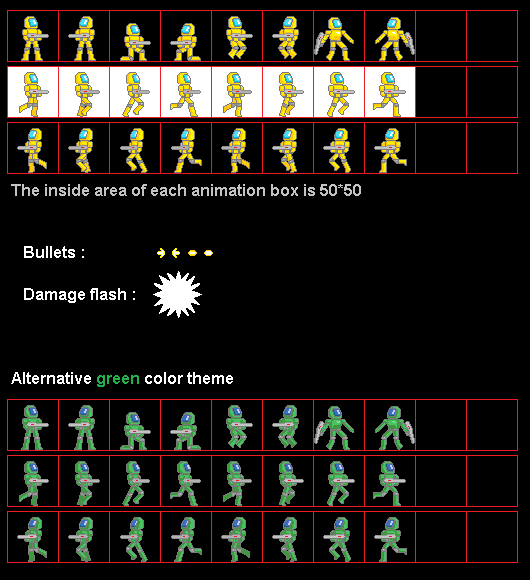 The inside area of each animation box is 50*50
Bullets :
Damage flash :
Alternative green color theme